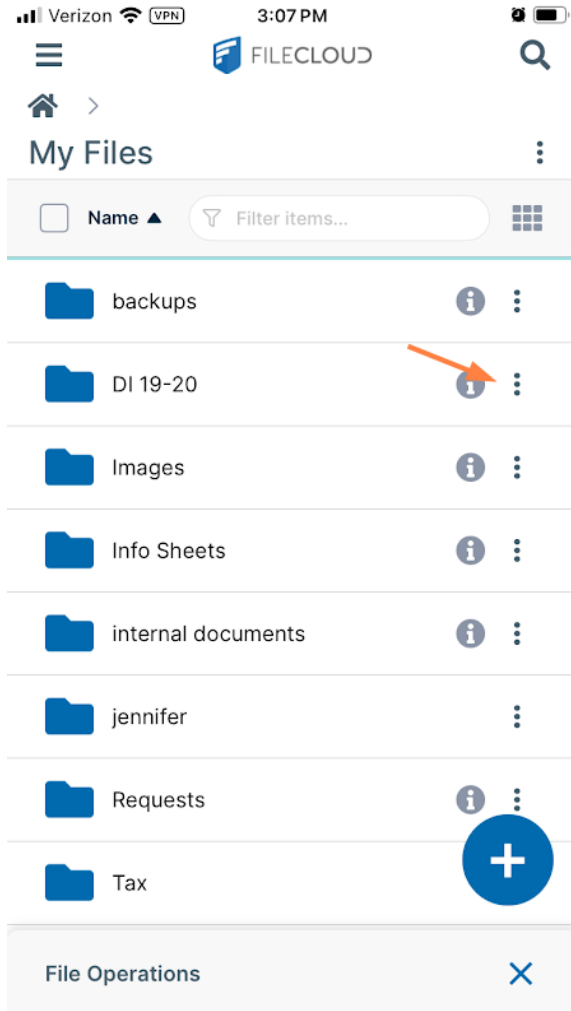 Verizon VPN 3:07 PM
FILECLOUD
My Files
Name Filter items...
backups
DI 19-20
Images
Info Sheets
internal documents
jennifer
Requests
Tax
File Operations